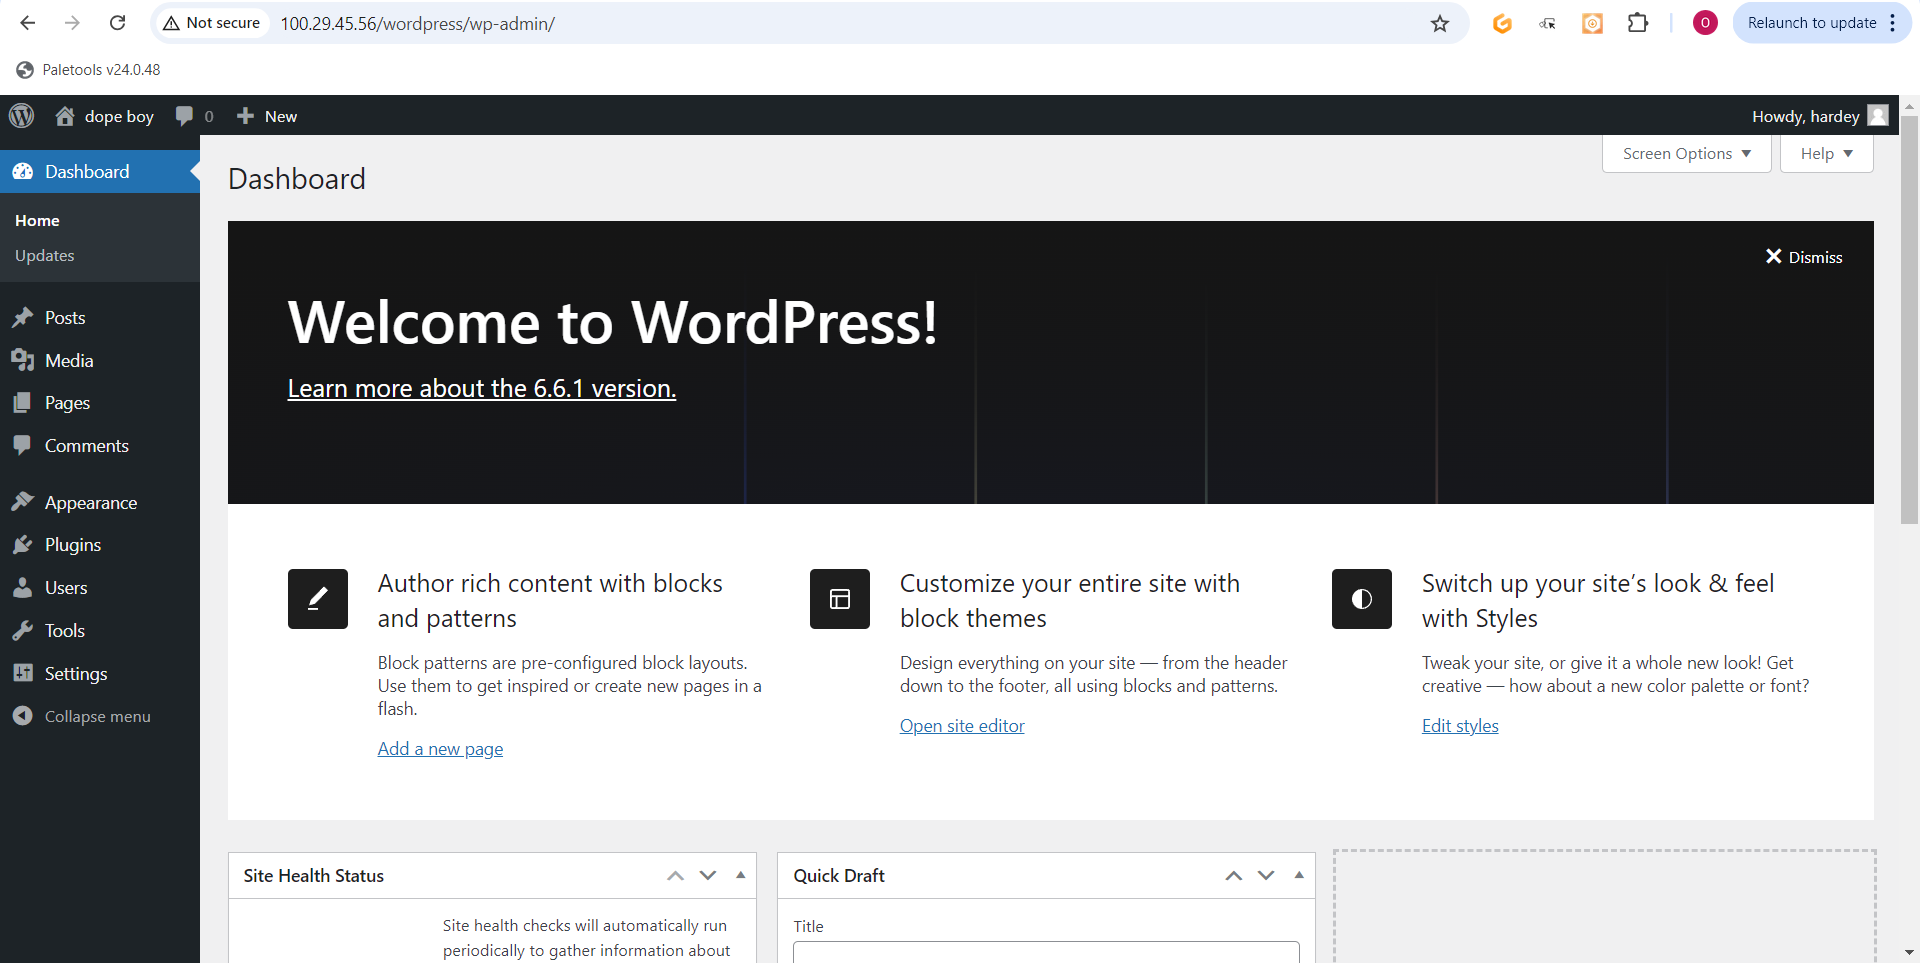 Not secure
100.29.45.56/wordpress/wp-admin/
O
Relaunch to update
Paletools v24.0.48
dope boy
0
New
Howdy, hardey
Dashboard
Home
Updates
Posts
Media
Pages
Comments
Appearance
Plugins
Users
Tools
Settings
Collapse menu
Screen Options
Help
Dashboard
Dismiss
Welcome to WordPress!
Learn more about the 6.6.1 version.
Author rich content with blocks
and patterns
Block patterns are pre-configured block layouts.
Use them to get inspired or create new pages in a
flash.
Add a new page
Customize your entire site with
block themes
Design everything on your site — from the header
down to the footer, all using blocks and patterns.
Open site editor
Switch up your site’s look & feel
with Styles
Tweak your site, or give it a whole new look! Get
creative — how about a new color palette or font?
Edit styles
Site Health Status
Site health checks will automatically run
periodically to gather information about
Quick Draft
Title